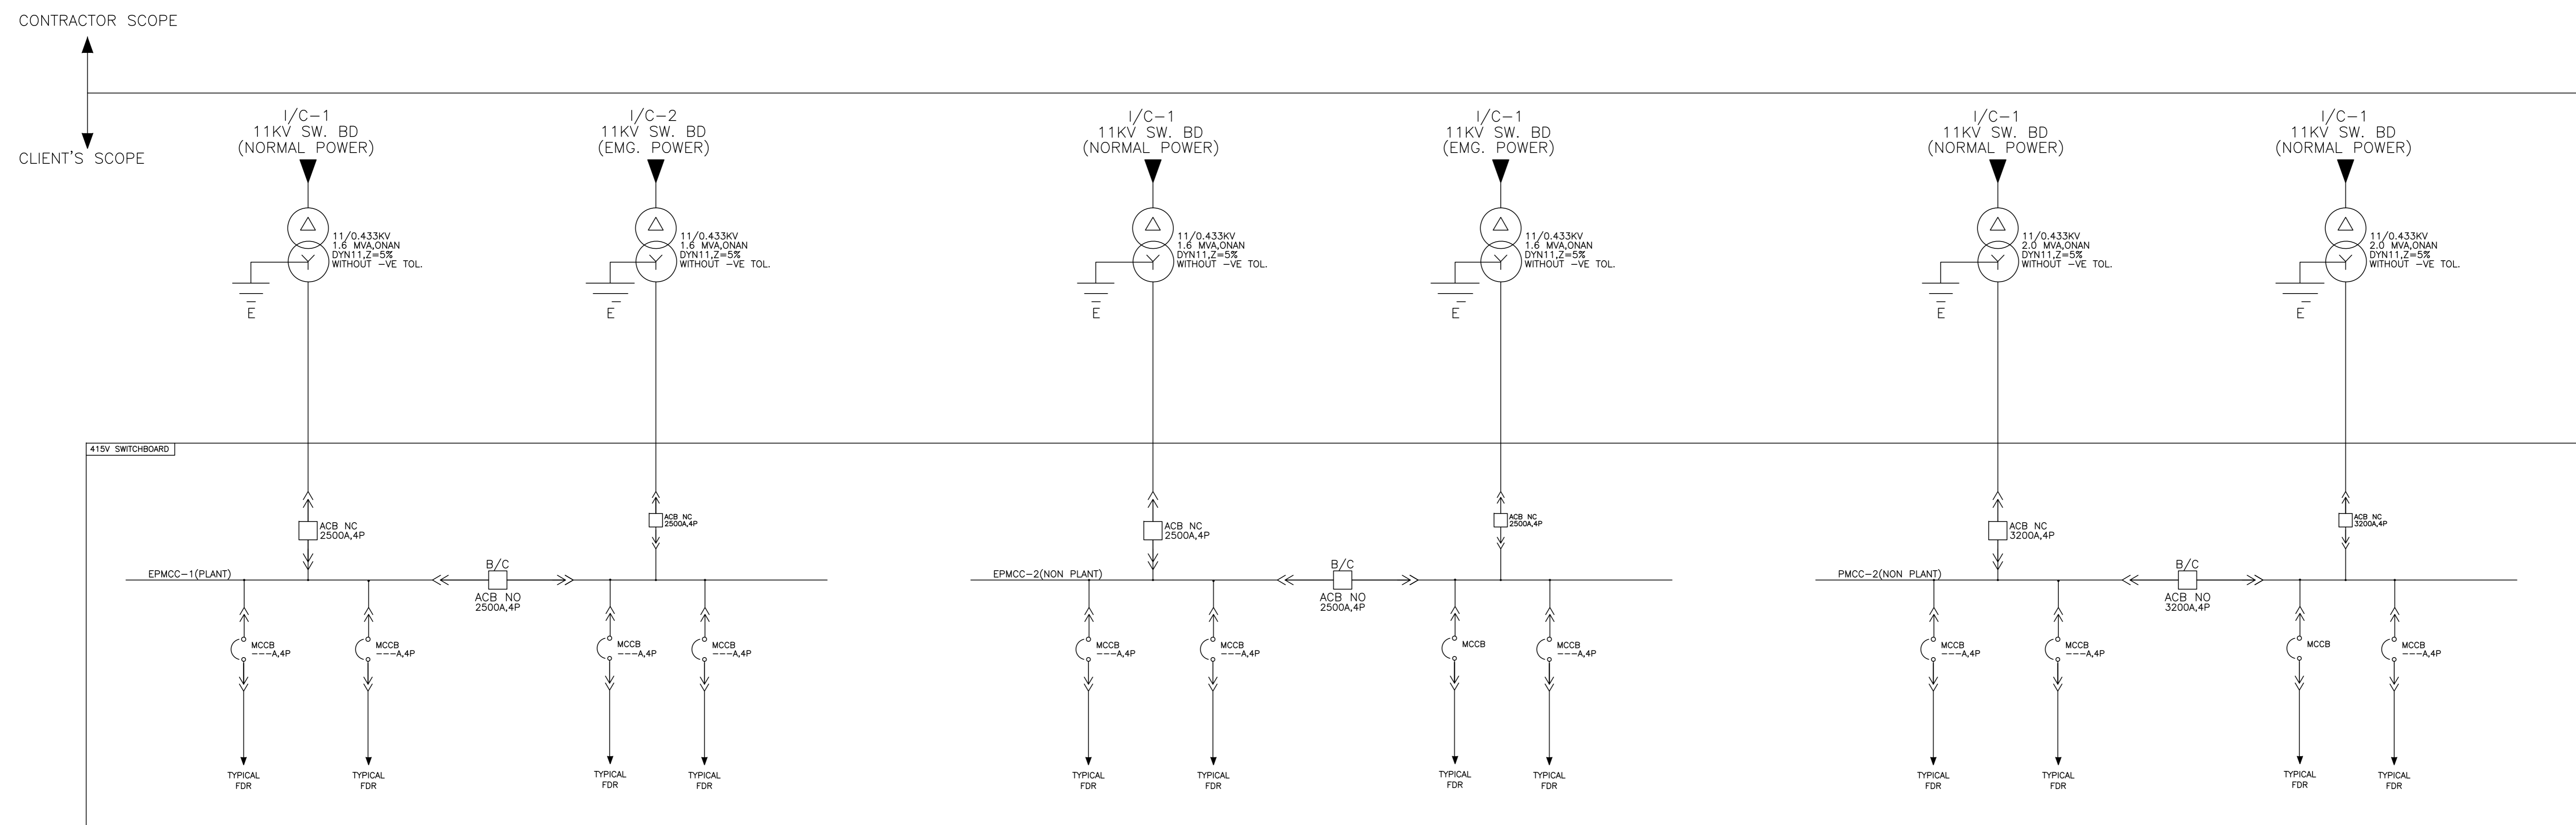 CONTRACTOR SCOPE
CLIENT'S SCOPE
I/C-1
11KV SW. BD
(NORMAL POWER)
I/C-2
11KV SW. BD
(EMG. POWER)
I/C-1
11KV SW. BD
(NORMAL POWER)
I/C-1
11KV SW. BD
(EMG. POWER)
I/C-1
11KV SW. BD
(NORMAL POWER)
I/C-1
11KV SW. BD
(NORMAL POWER)
11/0.433KV
1.6 MVA,ONAN
DYN11,Z=5%
WITHOUT -VE TOL.
E
11/0.433KV
1.6 MVA,ONAN
DYN11,Z=5%
WITHOUT -VE TOL.
E
11/0.433KV
1.6 MVA,ONAN
DYN11,Z=5%
WITHOUT -VE TOL.
E
11/0.433KV
1.6 MVA,ONAN
DYN11,Z=5%
WITHOUT -VE TOL.
E
11/0.433KV
2.0 MVA,ONAN
DYN11,Z=5%
WITHOUT -VE TOL.
E
11/0.433KV
2.0 MVA,ONAN
DYN11,Z=5%
WITHOUT -VE TOL.
E
415V SWITCHBOARD
ACB NC
2500A,4P
ACB NC
2500A,4P
ACB NC
2500A,4P
ACB NC
2500A,4P
ACB NC
3200A,4P
ACB NC
3200A,4P
EPMCC-1(PLANT)
B/C
ACB NO
2500A,4P
EPMCC-2(NON PLANT)
B/C
ACB NO
2500A,4P
PMCC-2(NON PLANT)
B/C
ACB NO
3200A,4P
MCCB
---A,4P
MCCB
---A,4P
MCCB
---A,4P
MCCB
---A,4P
MCCB
---A,4P
MCCB
---A,4P
MCCB
MCCB
---A,4P
MCCB
---A,4P
MCCB
---A,4P
MCCB
MCCB
---A,4P
TYPICAL
FDR
TYPICAL
FDR
TYPICAL
FDR
TYPICAL
FDR
TYPICAL
FDR
TYPICAL
FDR
TYPICAL
FDR
TYPICAL
FDR
TYPICAL
FDR
TYPICAL
FDR
TYPICAL
FDR
TYPICAL
FDR